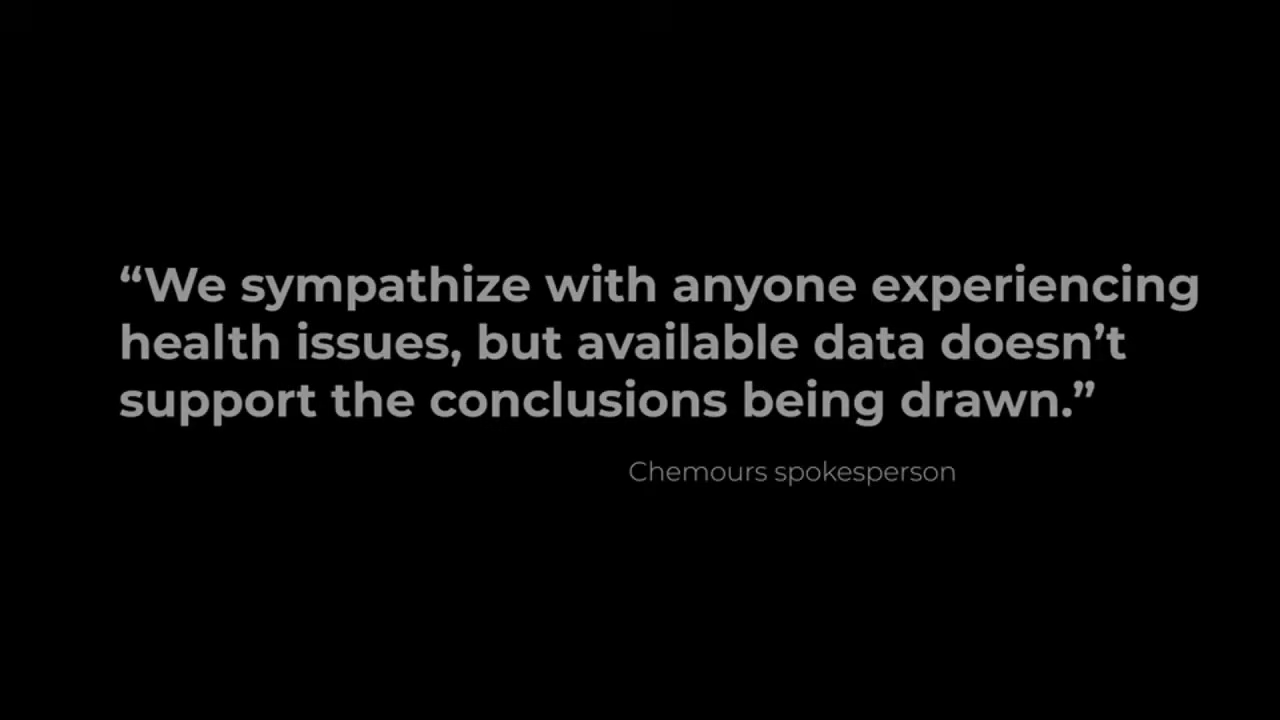 “We sympathize with anyone experiencing
health issues, but available data doesn’t
support the conclusions being drawn.”
Chemours spokesperson